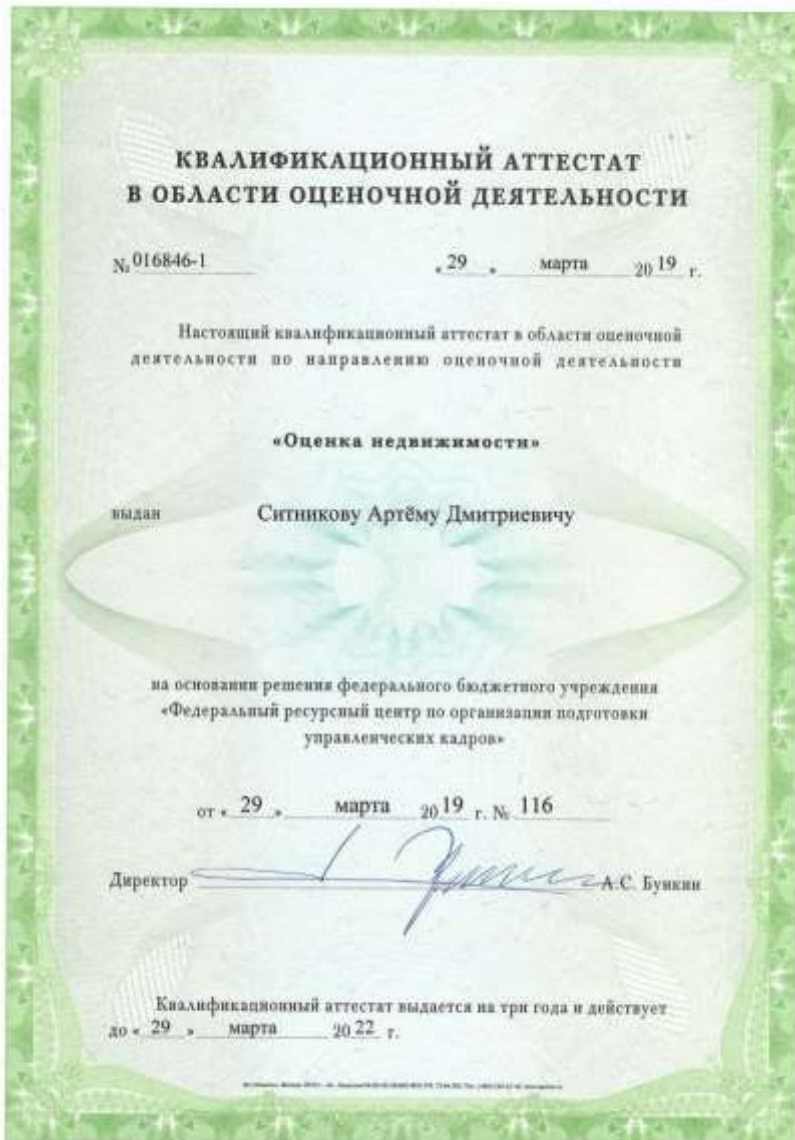 КВАЛИФИКАЦИОННЫЙ АТТЕСТАТ
В ОБЛАСТИ ОЦЕНОЧНОЙ ДЕЯТЕЛЬНОСТИ
№ 016846-1 « 29 » марта 20 19 г.
Настоящий квалификационный аттестат в области оценочной
деятельности по направлению оценочной деятельности
«Оценка недвижимости»
выдан Ситникову Артёму Дмитриевичу
на основании решения федерального бюджетного учреждения
«Федеральный ресурсный центр по организации подготовки
управленческих кадров»
от « 29 » марта 20 19 г. № 116
Директор А.С. Бункин
Квалификационный аттестат выдается на три года и действует
до « 29 » марта 20 22 г.